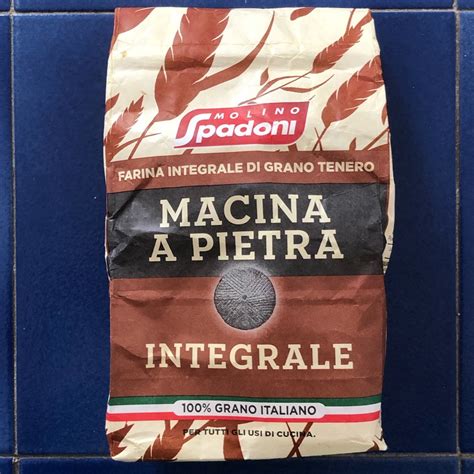 MOLINO
Spadoni
FARINA INTEGRALE DI GRANO TENERO
MACINA
A PIETRA
INTEGRALE
100% GRANO ITALIANO
PER TUTTI GLI USI DI CUCINA.